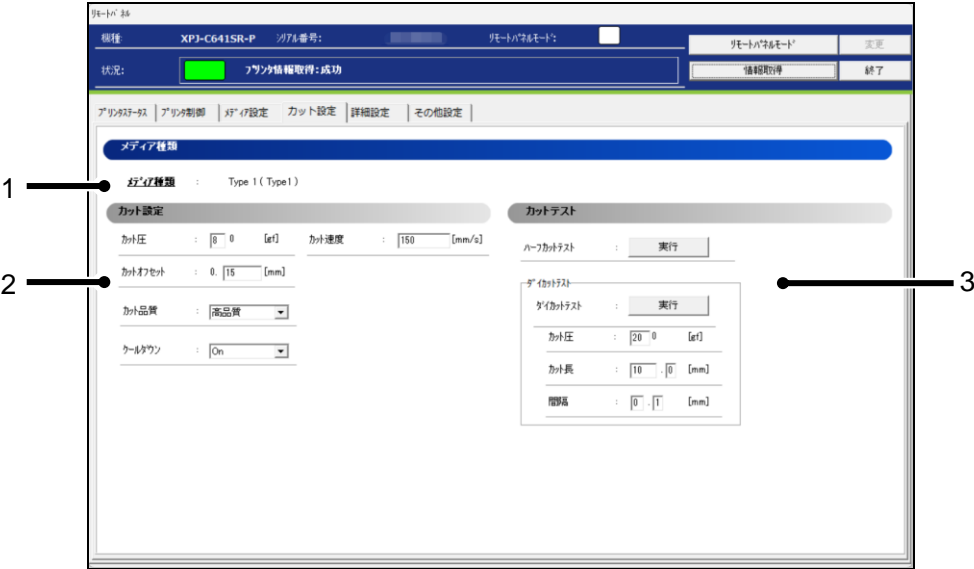 ﾘﾓｰﾄﾊﾟﾈﾙ
機種: XPJ-C641SR-P ｼﾘｱﾙ番号: ﾘﾓｰﾄﾊﾟﾈﾙﾓｰﾄﾞ: ﾘﾓｰﾄﾊﾟﾈﾙﾓｰﾄﾞ 変更
状況: ﾌﾟﾘﾝﾀ情報取得:成功 情報取得 終了
ﾌﾟﾘﾝﾀｽﾃｰﾀｽ ﾌﾟﾘﾝﾀ制御 ﾒﾃﾞｨｱ設定 カット設定 詳細設定 その他設定
メディア種類
1 ﾒﾃﾞｨｱ種類 : Type 1 ( Type1 )
カット設定 カットテスト
ｶｯﾄ圧 : 8 0 [gf] ｶｯﾄ速度 : 150 [mm/s] ﾊｰﾌｶｯﾄﾃｽﾄ : 実行
2 ｶｯﾄｵﾌｾｯﾄ : 0. 15 [mm] 3
ﾀﾞｲｶｯﾄﾃｽﾄ
ｶｯﾄ品質 : 高品質 ﾀﾞｲｶｯﾄﾃｽﾄ : 実行
ｸｰﾙﾀﾞｳﾝ : On ｶｯﾄ圧 : 20 0 [gf]
ｶｯﾄ長 : 10 . 0 [mm]
間隔 : 0 . 1 [mm]